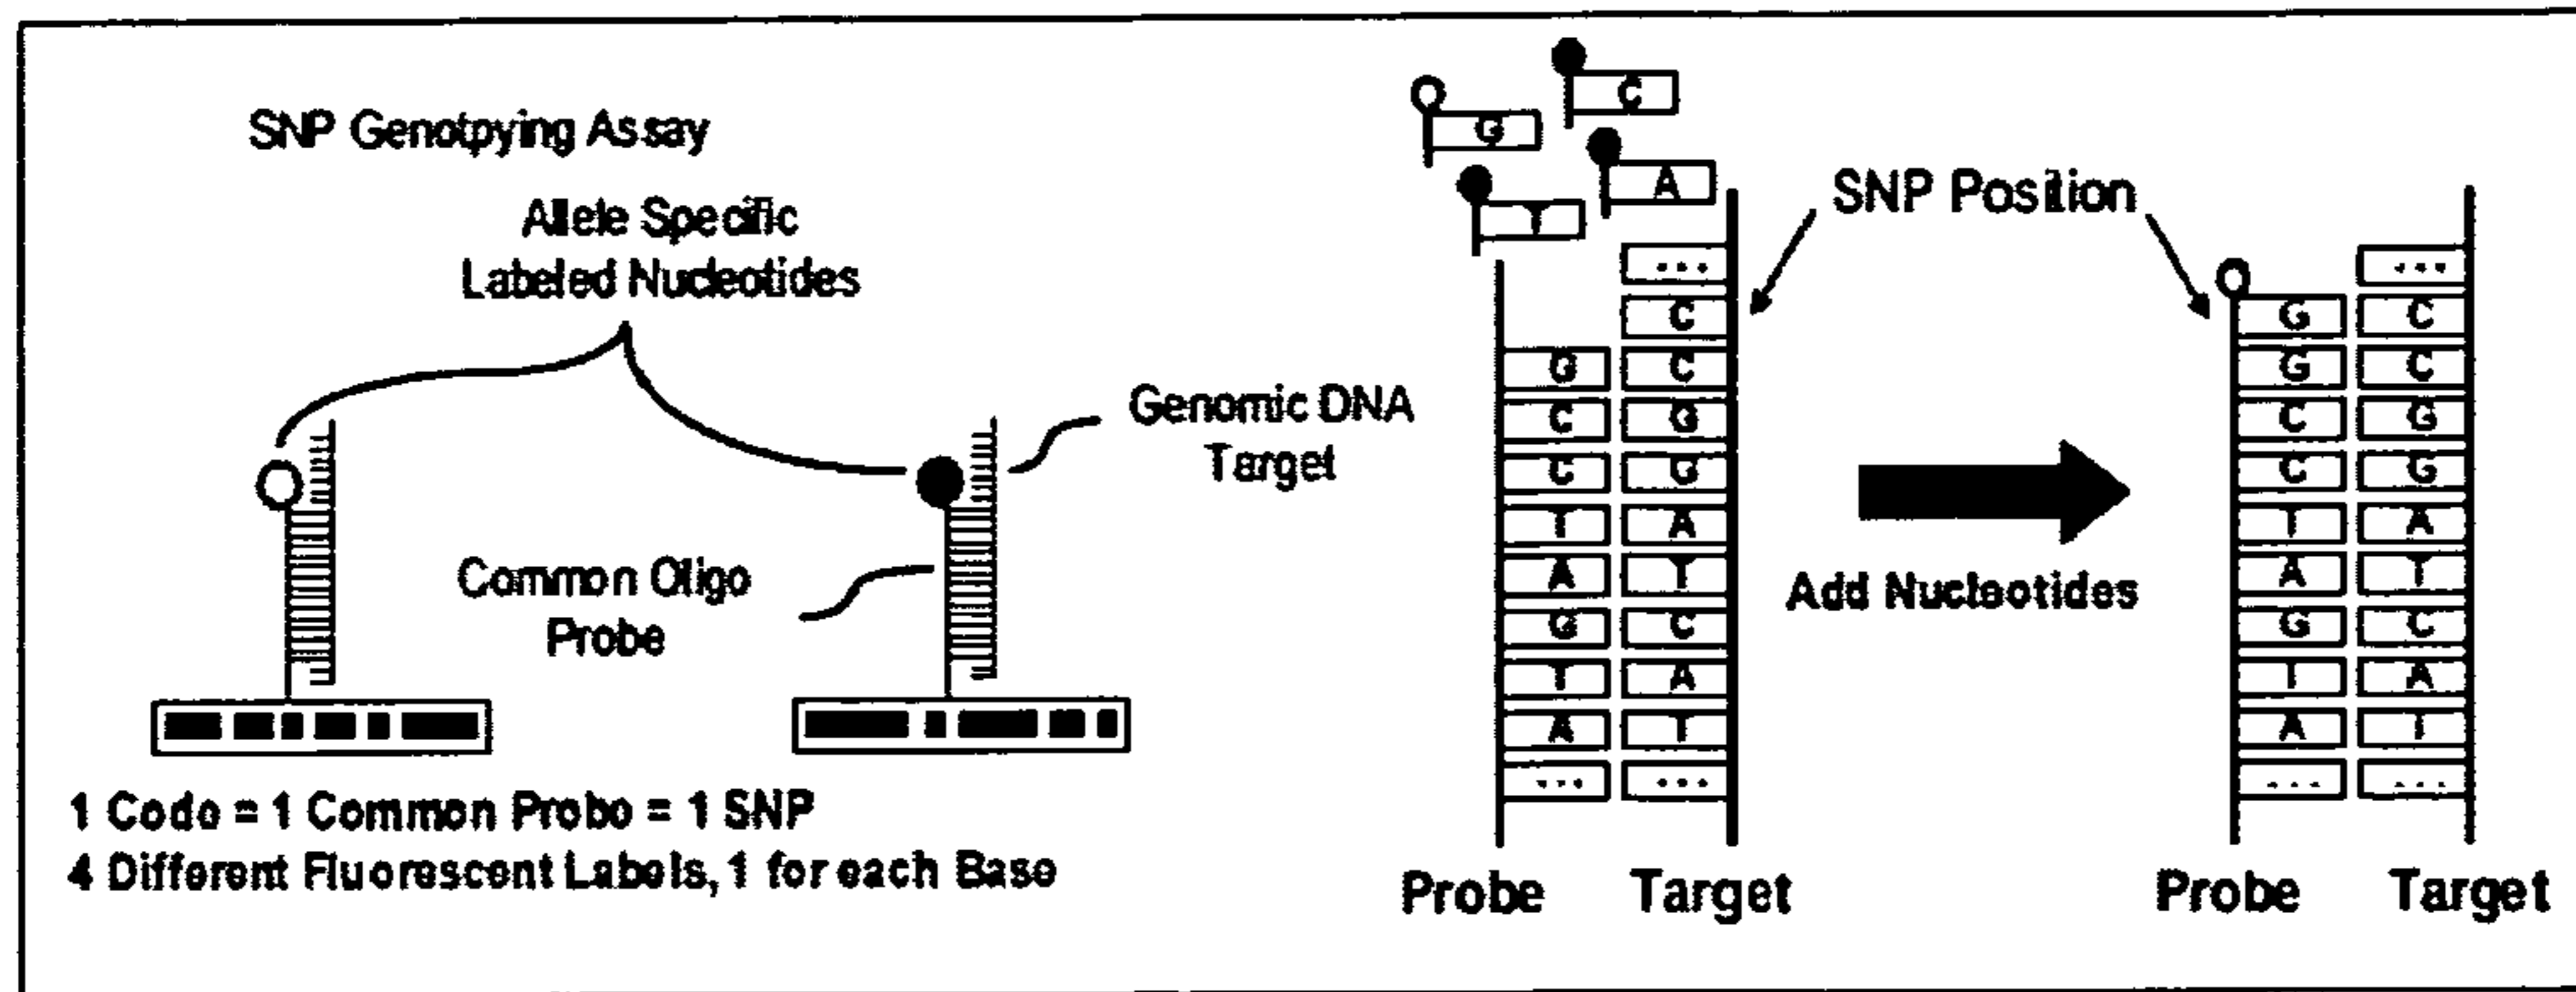 SNP Genotpying Assay
Allele Specific
Labeled Nucleotides
Genomic DNA
Target
Common Oligo
Probe
1 Code = 1 Common Probe = 1 SNP
4 Different Fluorescent Labels, 1 for each Base
C
G
A
T
SNP Position
...
C
G C
C G
C G
T A
A T
G C
T A
A T
... ...
Probe Target
Add Nucleotides
...
G C
G C
C G
C G
T A
A T
G C
T A
A T
... ...
Probe Target